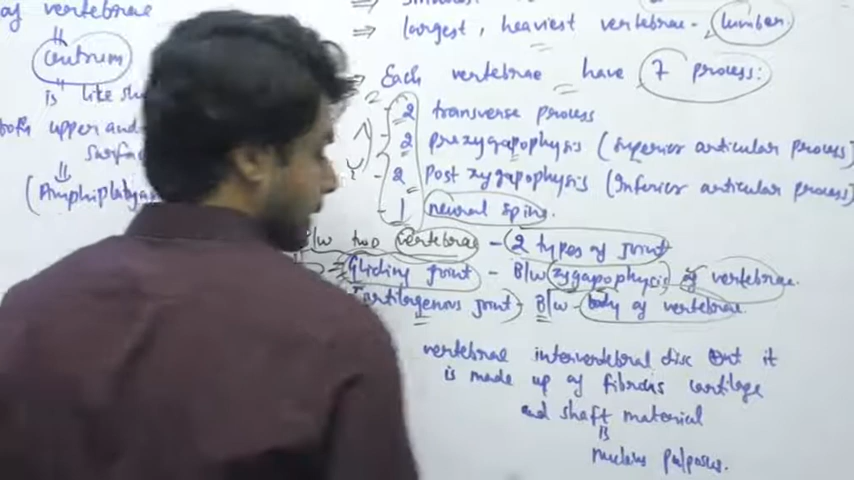 of vertebrae
centrum
is like
both upper and
Surfac
(Amphiplatyan
⇒ largest, heaviest vertebrae - lumbar
Each vertebrae have 7 process:
2 transverse process
2 prezygapophysis (superior articular process)
2 Post zygapophysis (Inferior articular process)
1 neural spine.
B/w two vertebrae - (2 types of joint
⇒ Gliding joint - B/w zygapophysis of vertebrae.
Cartilagenous joint) - B/w - body of vertebrae.
vertebrae intervertebral disc it
is made up of fibrous cartilage
and shaft material
is
nucleus pulposus.